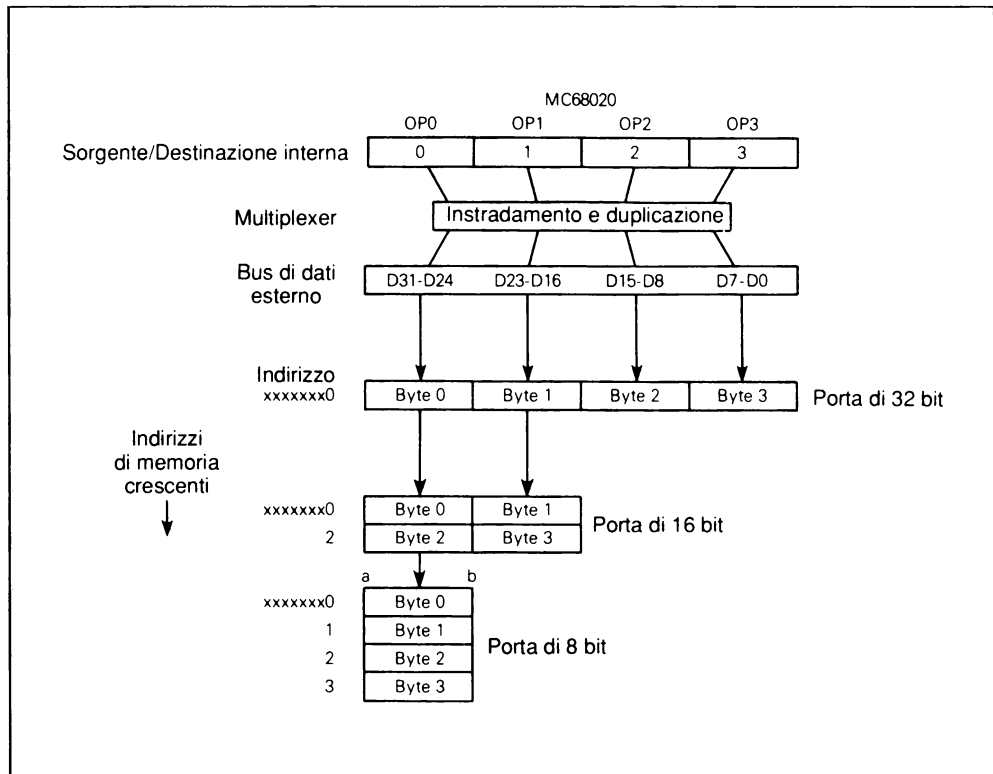 MC68020
OP0 OP1 OP2 OP3
Sorgente/Destinazione interna 0 1 2 3
Multiplexer Instradamento e duplicazione
Bus di dati
esterno
D31-D24 D23-D16 D15-D8 D7-D0
Indirizzo
xxxxxxx0 Byte 0 Byte 1 Byte 2 Byte 3 Porta di 32 bit
Indirizzi
di memoria
crescenti
xxxxxxx0 Byte 0 Byte 1
2 Byte 2 Byte 3
Porta di 16 bit
a b
xxxxxxx0 Byte 0
1 Byte 1
2 Byte 2
3 Byte 3
Porta di 8 bit